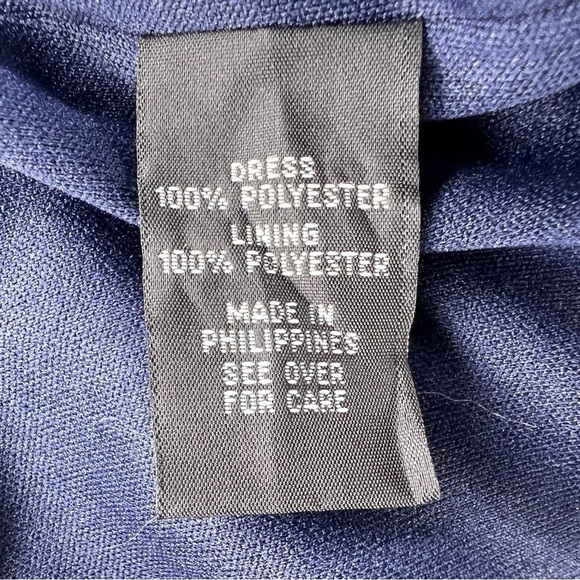 DRESS
100% POLYESTER
LINING
100% POLYESTER
MADE IN
PHILIPPINES
SEE OVER
FOR CARE